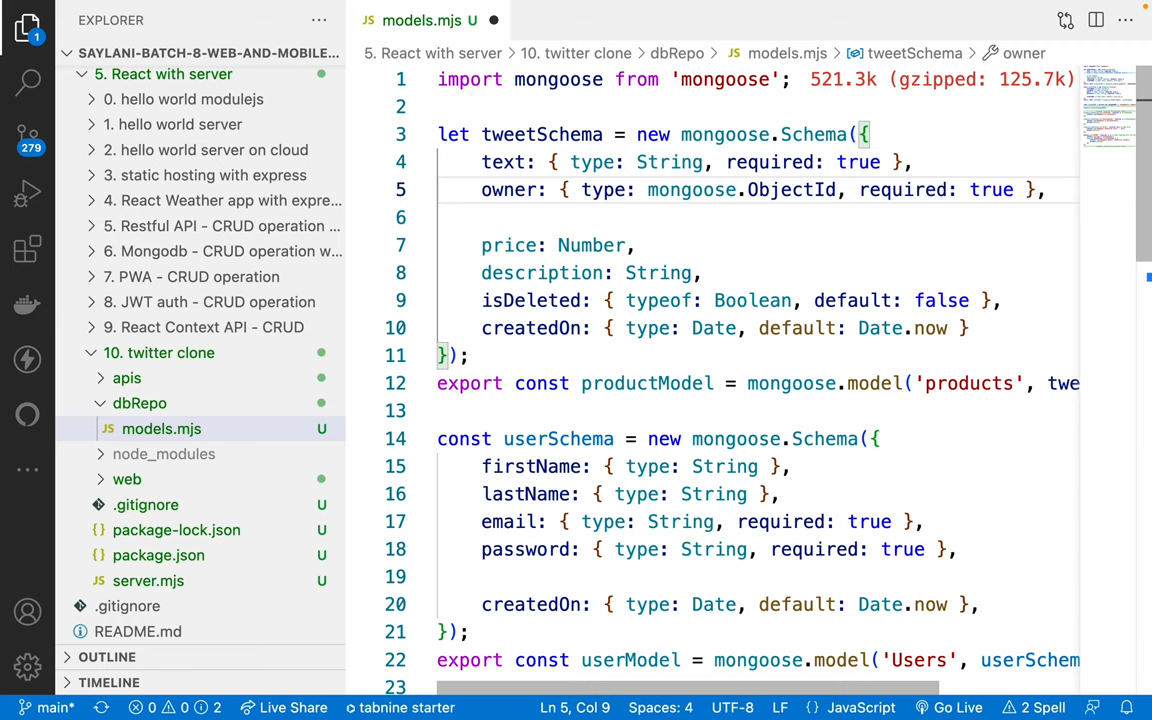 EXPLORER
JS models.mjs U
SAYLANI-BATCH-8-WEB-AND-MOBILE...
5. React with server
0. hello world modulejs
1. hello world server
2. hello world server on cloud
3. static hosting with express
4. React Weather app with expre...
5. Restful API - CRUD operation ...
6. Mongodb - CRUD operation w...
7. PWA - CRUD operation
8. JWT auth - CRUD operation
9. React Context API - CRUD
10. twitter clone
apis
dbRepo
JS models.mjs U
node_modules
web
.gitignore U
{} package-lock.json U
{} package.json U
JS server.mjs U
.gitignore
README.md
OUTLINE
TIMELINE
1
279
5. React with server > 10. twitter clone > dbRepo > JS models.mjs > tweetSchema > owner
1 import mongoose from 'mongoose'; 521.3k (gzipped: 125.7k)
2
3 let tweetSchema = new mongoose.Schema({
4 text: { type: String, required: true },
5 owner: { type: mongoose.ObjectId, required: true },
6
7 price: Number,
8 description: String,
9 isDeleted: { typeof: Boolean, default: false },
10 createdOn: { type: Date, default: Date.now }
11 });
12 export const productModel = mongoose.model('products', twe
13
14 const userSchema = new mongoose.Schema({
15 firstName: { type: String },
16 lastName: { type: String },
17 email: { type: String, required: true },
18 password: { type: String, required: true },
19
20 createdOn: { type: Date, default: Date.now },
21 });
22 export const userModel = mongoose.model('Users', userSchem
23
main* 0 0 2 Live Share tabnine starter Ln 5, Col 9 Spaces: 4 UTF-8 LF {} JavaScript Go Live 2 Spell